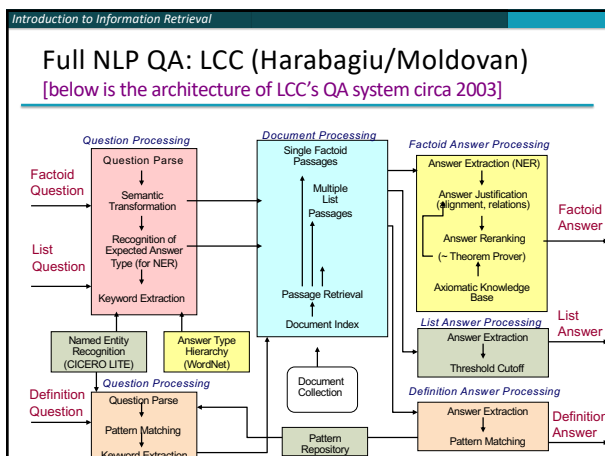 Introduction to Information Retrieval
Full NLP QA: LCC (Harabagiu/Moldovan)
[below is the architecture of LCC's QA system circa 2003]
Question Processing
Question Parse
Semantic
Transformation
Recognition of
Expected Answer
Type (for NER)
Keyword Extraction
Factoid
Question
List
Question
Named Entity
Recognition
(CICERO LITE)
Answer Type
Hierarchy
(WordNet)
Document Processing
Single Factoid
Passages
Multiple
List
Passages
Passage Retrieval
Document Index
Document
Collection
Factoid Answer Processing
Answer Extraction (NER)
Answer Justification
(alignment, relations)
Answer Reranking
(~ Theorem Prover)
Axiomatic Knowledge
Base
Factoid
Answer
List Answer Processing
Answer Extraction
Threshold Cutoff
List
Answer
Question Processing
Question Parse
Pattern Matching
Keyword Extraction
Definition
Question
Pattern
Repository
Definition Answer Processing
Answer Extraction
Pattern Matching
Definition
Answer